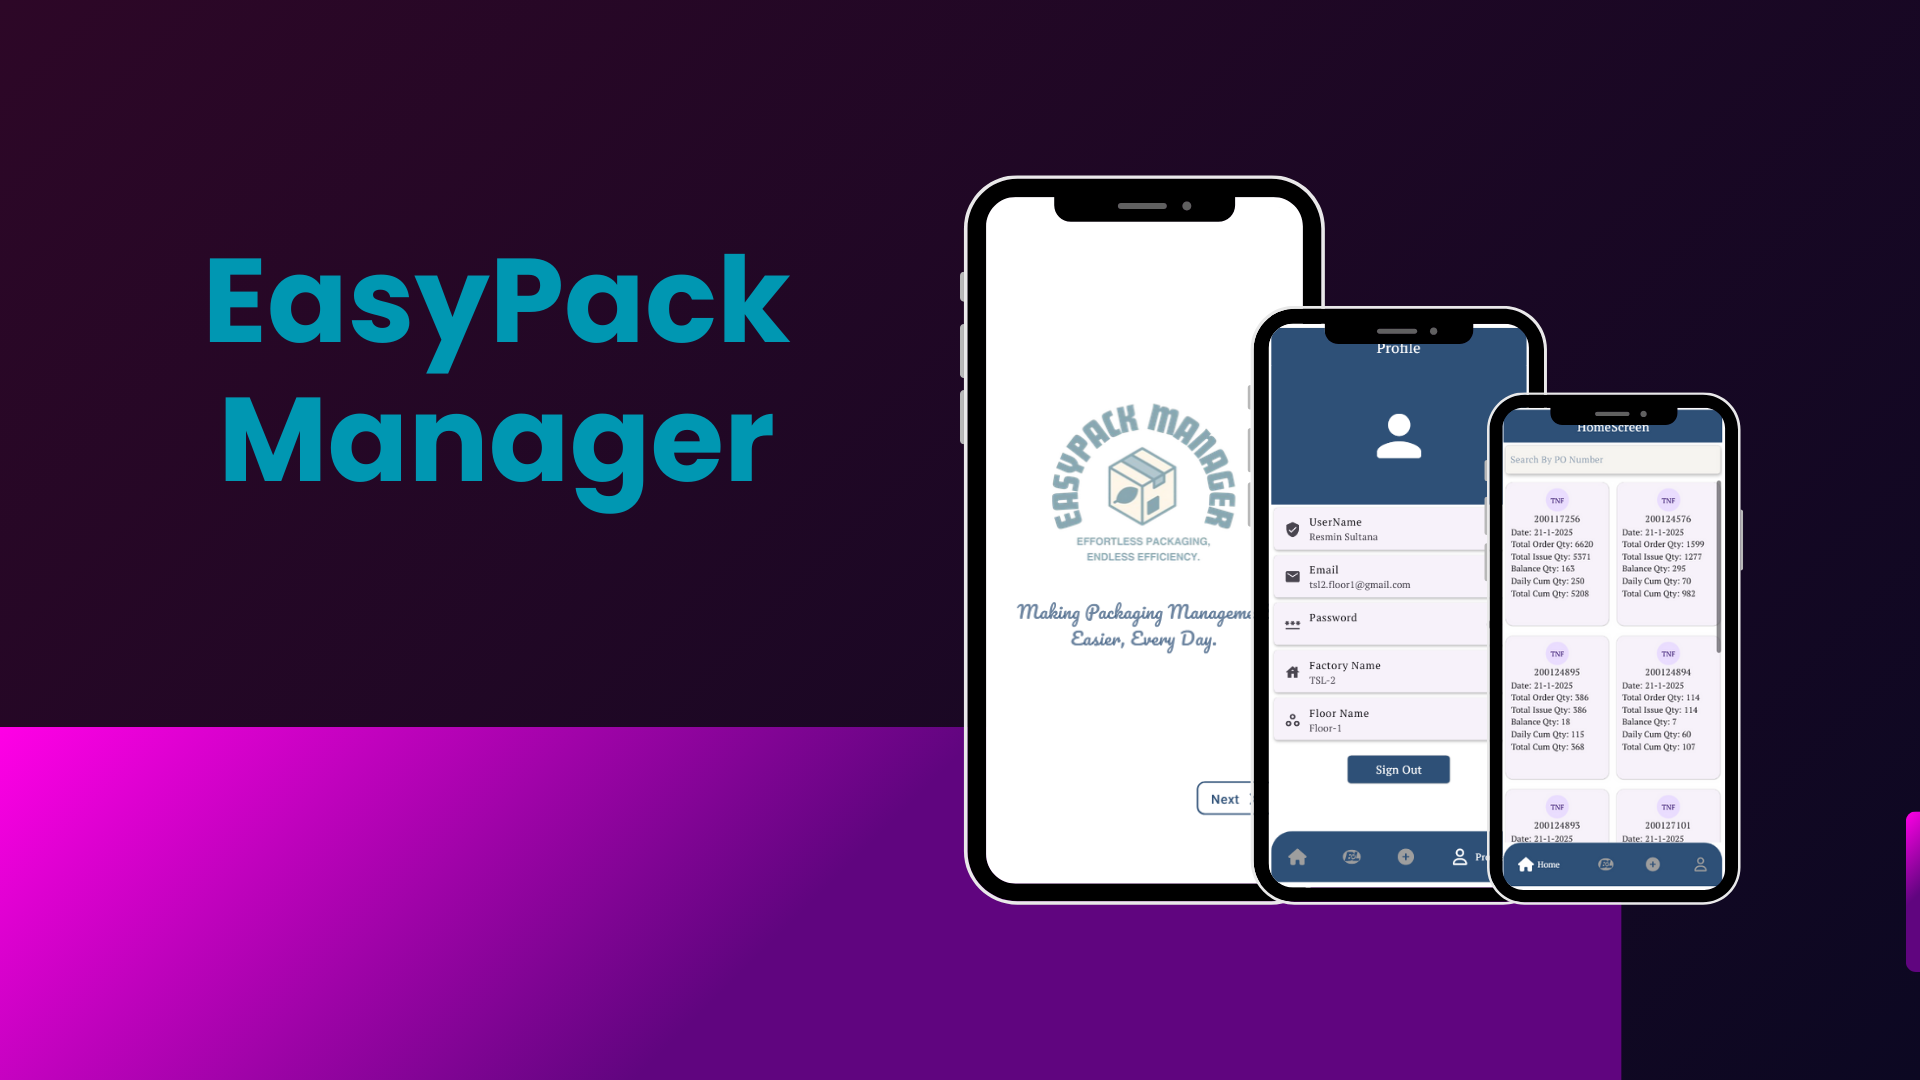 EasyPack
Manager
EASYPACK MANAGER
EFFORTLESS PACKAGING,
ENDLESS EFFICIENCY.
Making Packaging Manageme
Easier, Every Day.
Next
Profile
UserName
Resmin Sultana
Email
tsl2.floor1@gmail.com
Password
Factory Name
TSL-2
Floor Name
Floor-1
Sign Out
Pro
HomeScreen
Search By PO Number
TNF
200117256
Date: 21-1-2025
Total Order Qty: 6620
Total Issue Qty: 5371
Balance Qty: 163
Daily Cum Qty: 250
Total Cum Qty: 5208
TNF
200124576
Date: 21-1-2025
Total Order Qty: 1599
Total Issue Qty: 1277
Balance Qty: 295
Daily Cum Qty: 70
Total Cum Qty: 982
TNF
200124895
Date: 21-1-2025
Total Order Qty: 386
Total Issue Qty: 386
Balance Qty: 18
Daily Cum Qty: 115
Total Cum Qty: 368
TNF
200124894
Date: 21-1-2025
Total Order Qty: 114
Total Issue Qty: 114
Balance Qty: 7
Daily Cum Qty: 60
Total Cum Qty: 107
TNF
200124893
Date: 21-1-2025
TNF
200127101
Date: 21-1-2025
Home